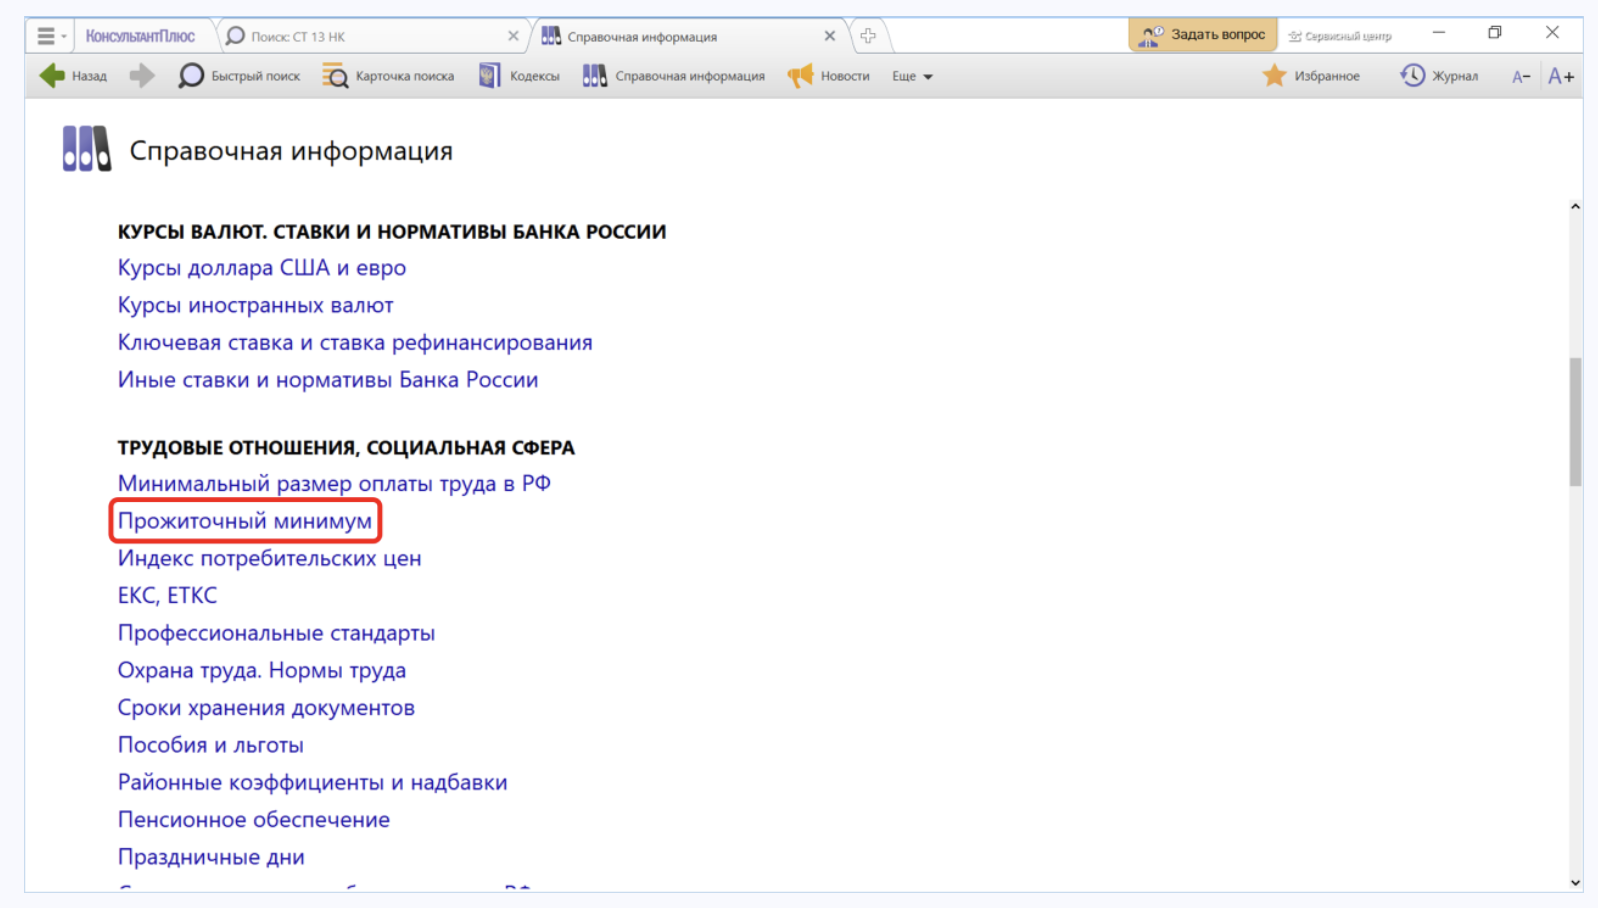 КонсультантПлюс
Поиск: СТ 13 НК
Справочная информация
Задать вопрос
Сервисный центр
Назад
Быстрый поиск
Карточка поиска
Кодексы
Справочная информация
Новости
Еще
Избранное
Журнал
A-
A+
Справочная информация
КУРСЫ ВАЛЮТ. СТАВКИ И НОРМАТИВЫ БАНКА РОССИИ
Курсы доллара США и евро
Курсы иностранных валют
Ключевая ставка и ставка рефинансирования
Иные ставки и нормативы Банка России
ТРУДОВЫЕ ОТНОШЕНИЯ, СОЦИАЛЬНАЯ СФЕРА
Минимальный размер оплаты труда в РФ
Прожиточный минимум
Индекс потребительских цен
ЕКС, ЕТКС
Профессиональные стандарты
Охрана труда. Нормы труда
Сроки хранения документов
Пособия и льготы
Районные коэффициенты и надбавки
Пенсионное обеспечение
Праздничные дни